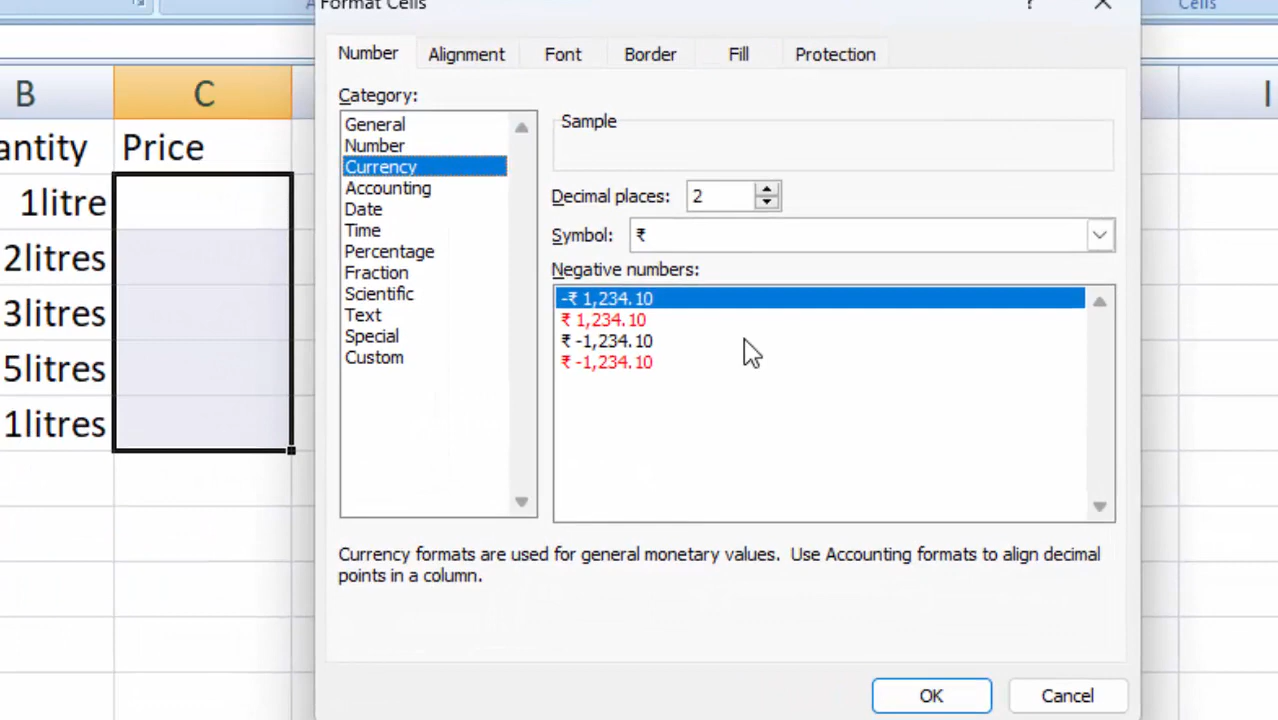 Format Cells
?
Cells
Number Alignment Font Border Fill Protection
B C I
Category:
General
Number
Currency
Accounting
Date
Time
Percentage
Fraction
Scientific
Text
Special
Custom
Sample
Decimal places: 2
Symbol: ₹
Negative numbers:
-₹ 1,234.10
₹ 1,234.10
₹ -1,234.10
₹ -1,234.10
antity Price
1litre
2litres
3litres
5litres
1litres
Currency formats are used for general monetary values. Use Accounting formats to align decimal
points in a column.
OK Cancel